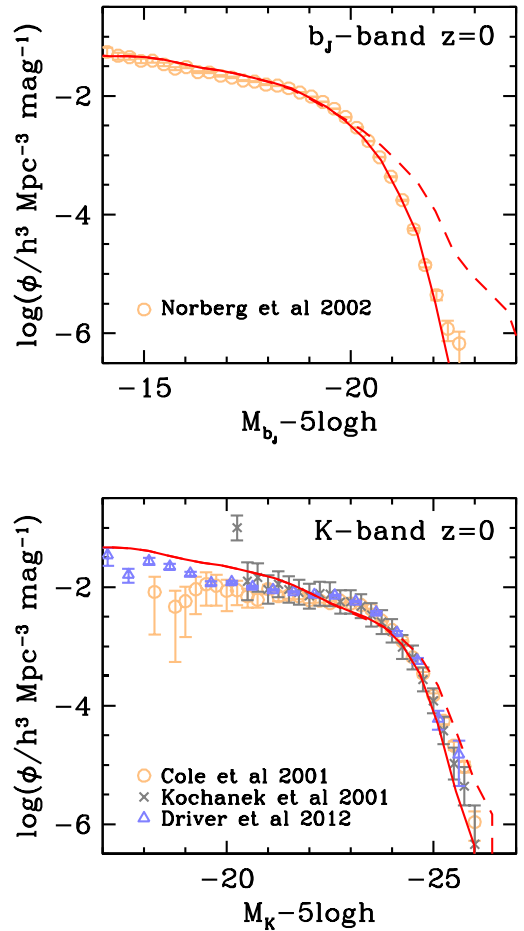 b_J−band z=0
−2
−4
−6
log(ϕ/h³ Mpc⁻³ mag⁻¹)
Norberg et al 2002
−15
−20
M_{b_J}−5logh
K−band z=0
−2
−4
−6
log(ϕ/h³ Mpc⁻³ mag⁻¹)
Cole et al 2001
Kochanek et al 2001
Driver et al 2012
−20
−25
M_K−5logh